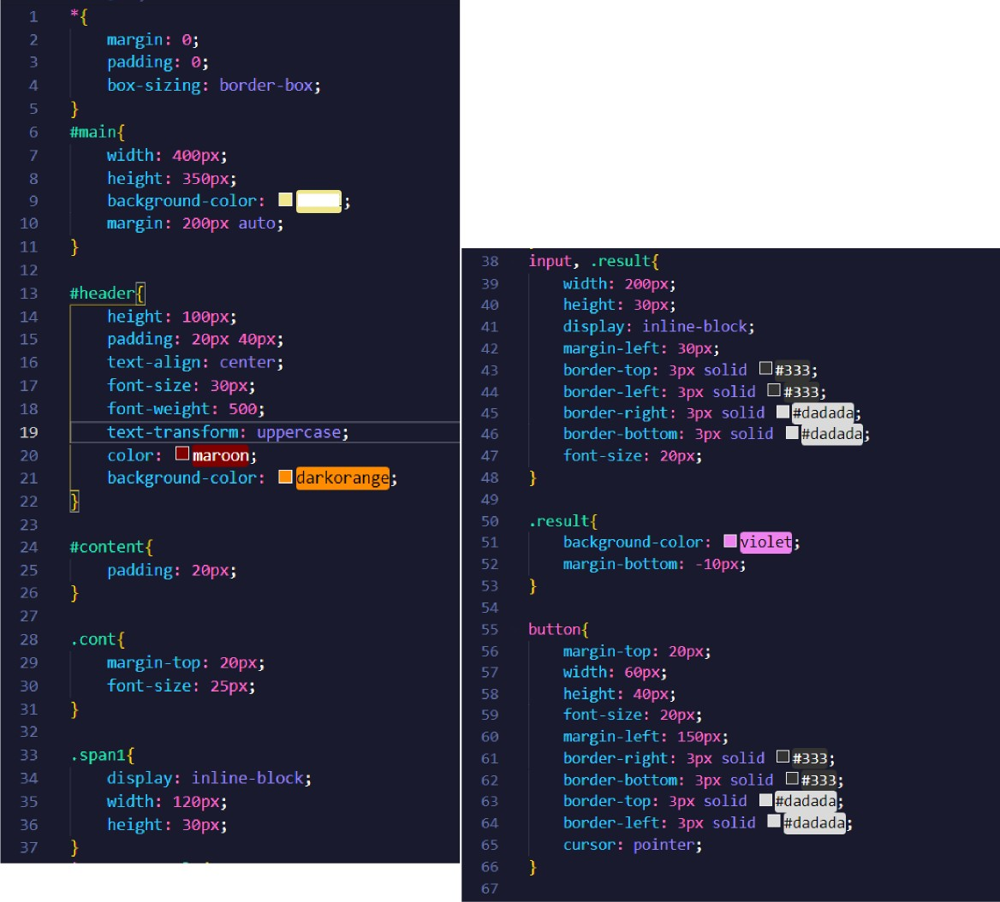 1 *{
2 margin: 0;
3 padding: 0;
4 box-sizing: border-box;
5 }
6 #main{
7 width: 400px;
8 height: 350px;
9 background-color: ;
10 margin: 200px auto;
11 }
12
13 #header{
14 height: 100px;
15 padding: 20px 40px;
16 text-align: center;
17 font-size: 30px;
18 font-weight: 500;
19 text-transform: uppercase;
20 color: maroon;
21 background-color: darkorange;
22 }
23
24 #content{
25 padding: 20px;
26 }
27
28 .cont{
29 margin-top: 20px;
30 font-size: 25px;
31 }
32
33 .span1{
34 display: inline-block;
35 width: 120px;
36 height: 30px;
37 }
38 input, .result{
39 width: 200px;
40 height: 30px;
41 display: inline-block;
42 margin-left: 30px;
43 border-top: 3px solid #333;
44 border-left: 3px solid #333;
45 border-right: 3px solid #dadada;
46 border-bottom: 3px solid #dadada;
47 font-size: 20px;
48 }
49
50 .result{
51 background-color: violet;
52 margin-bottom: -10px;
53 }
54
55 button{
56 margin-top: 20px;
57 width: 60px;
58 height: 40px;
59 font-size: 20px;
60 margin-left: 150px;
61 border-right: 3px solid #333;
62 border-bottom: 3px solid #333;
63 border-top: 3px solid #dadada;
64 border-left: 3px solid #dadada;
65 cursor: pointer;
66 }
67